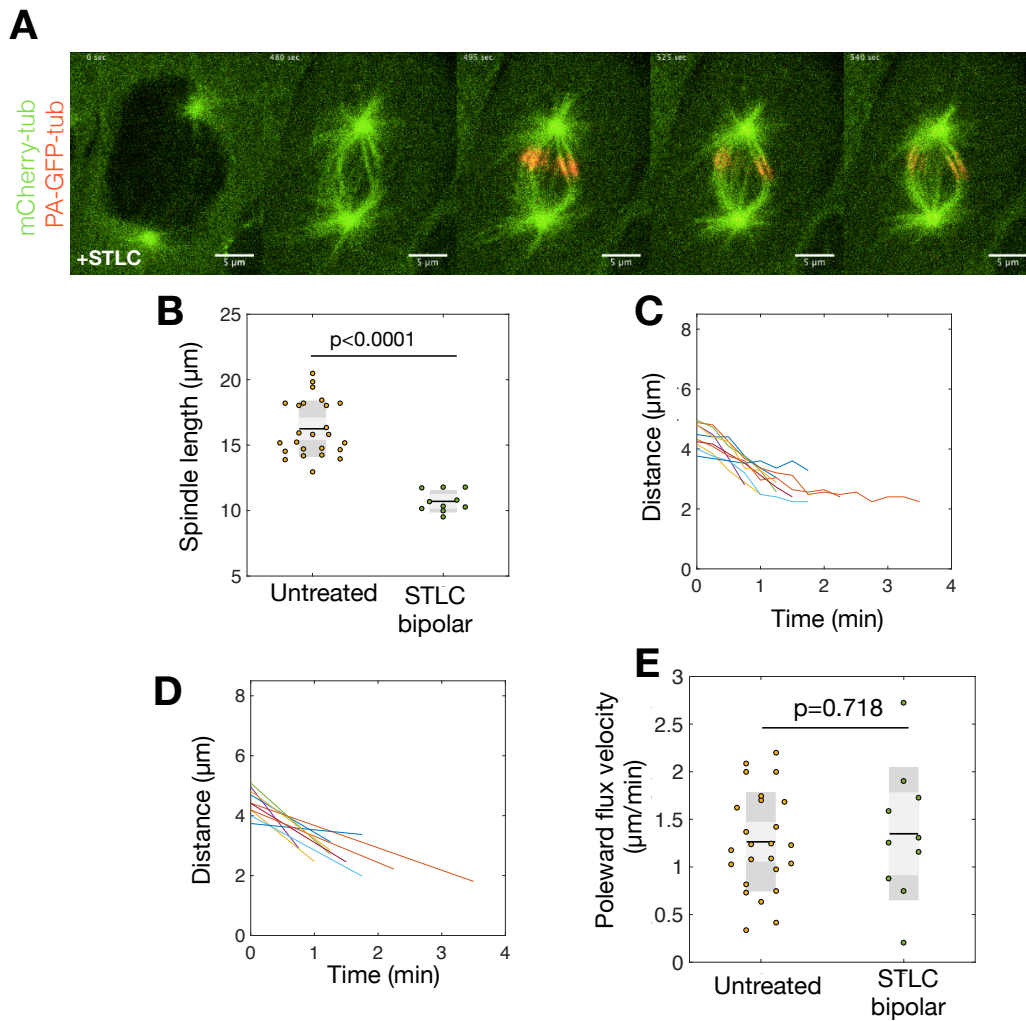 A
mCherry-tub
PA-GFP-tub
0 sec
480 sec
495 sec
525 sec
540 sec
+STLC
5 µm
5 µm
5 µm
5 µm
5 µm
B
Spindle length (µm)
25
20
15
10
5
p<0.0001
Untreated
STLC
bipolar
C
Distance (µm)
8
6
4
2
0
0 1 2 3 4
Time (min)
D
Distance (µm)
8
6
4
2
0
0 1 2 3 4
Time (min)
E
Poleward flux velocity
(µm/min)
3
2.5
2
1.5
1
0.5
0
p=0.718
Untreated
STLC
bipolar